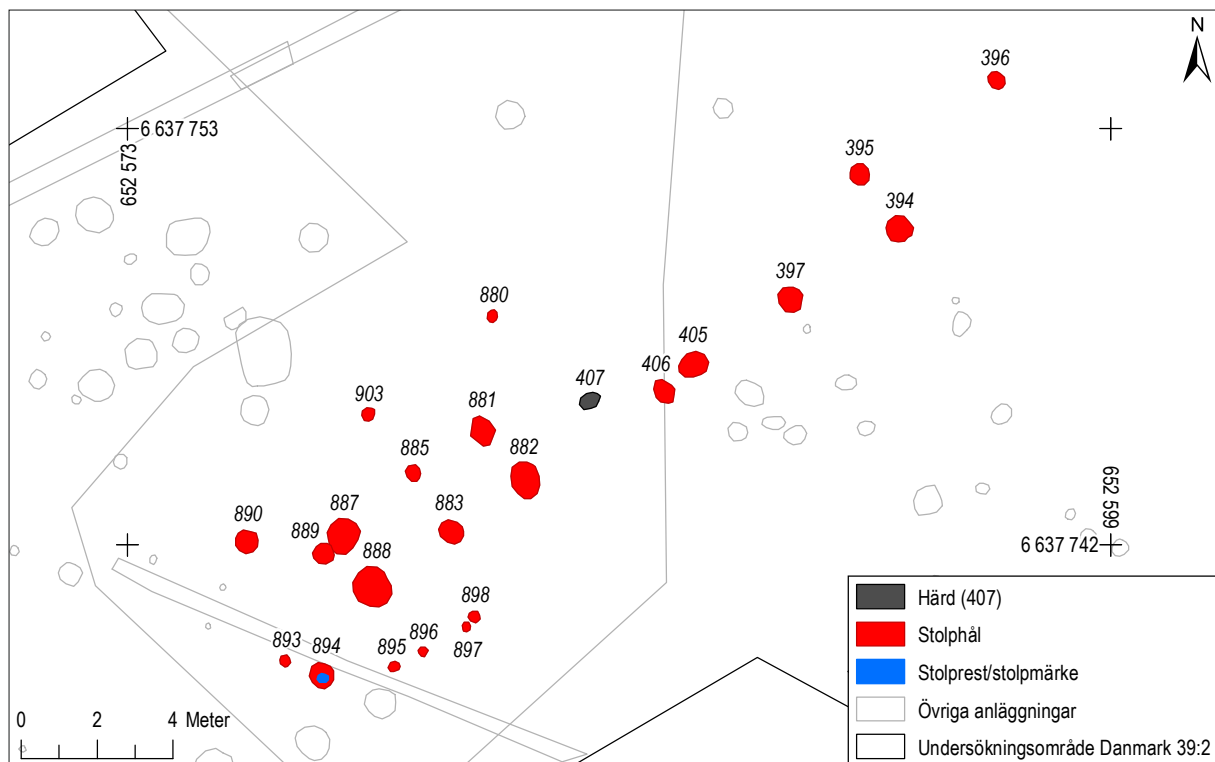 N
396
6 637 753
652 573
395
394
397
880
405
406
407
903
881
885
882
890
889
887
883
888
652 599
6 637 742
898
897
896
895
893
894
0 2 4 Meter
Härd (407)
Stolphål
Stolprest/stolpmärke
Övriga anläggningar
Undersökningsområde Danmark 39:2